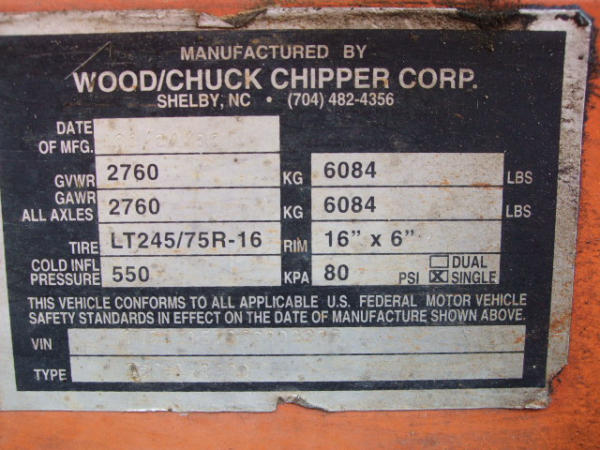 MANUFACTURED BY
WOOD/CHUCK CHIPPER CORP.
SHELBY, NC • (704) 482-4356
DATE OF MFG.
GVWR 2760 KG 6084 LBS
GAWR ALL AXLES 2760 KG 6084 LBS
TIRE LT245/75R-16 RIM 16" x 6"
COLD INFL PRESSURE 550 KPA 80 PSI DUAL SINGLE
THIS VEHICLE CONFORMS TO ALL APPLICABLE U.S. FEDERAL MOTOR VEHICLE
SAFETY STANDARDS IN EFFECT ON THE DATE OF MANUFACTURE SHOWN ABOVE.
VIN
TYPE